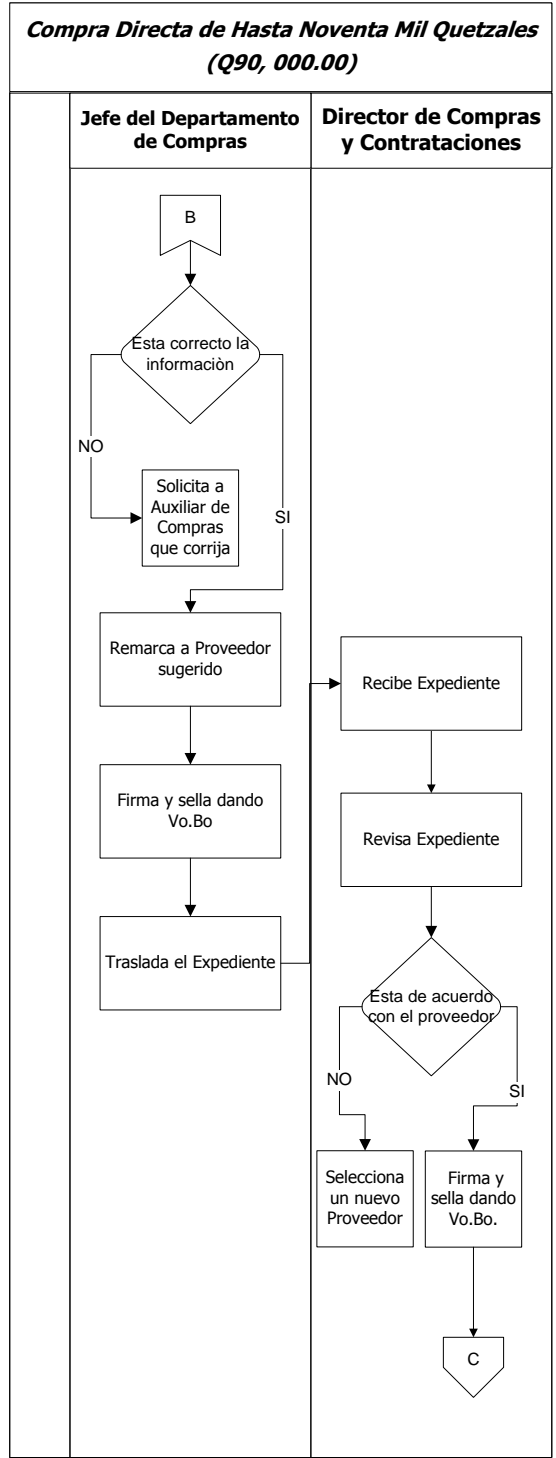 Compra Directa de Hasta Noventa Mil Quetzales
(Q90, 000.00)
Jefe del Departamento
de Compras
Director de Compras
y Contrataciones
B
Esta correcto la
informaciòn
NO
SI
Solicita a
Auxiliar de
Compras
que corrija
Remarca a Proveedor
sugerido
Firma y sella dando
Vo.Bo
Traslada el Expediente
Recibe Expediente
Revisa Expediente
Esta de acuerdo
con el proveedor
NO
SI
Selecciona
un nuevo
Proveedor
Firma y
sella dando
Vo.Bo.
C